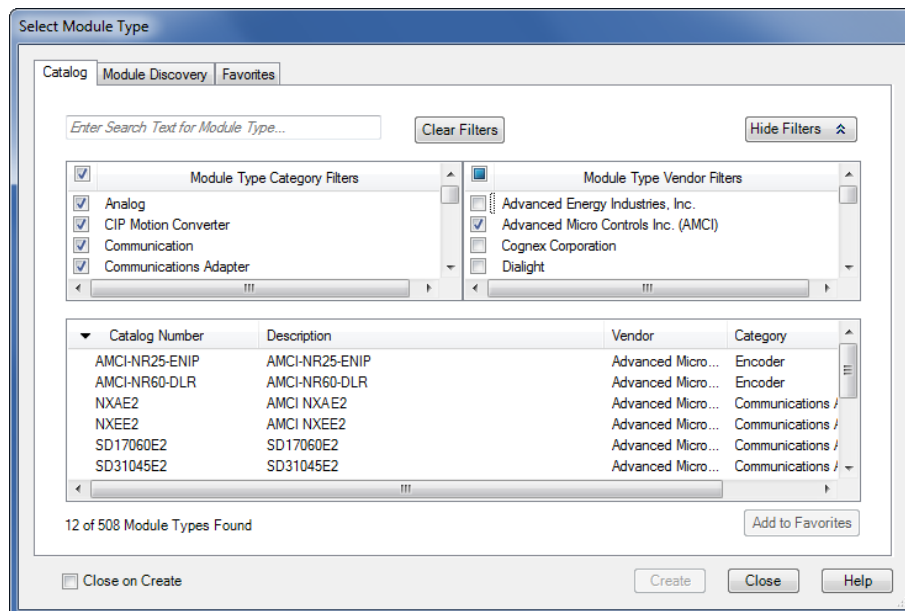 Select Module Type
Catalog Module Discovery Favorites
Enter Search Text for Module Type... Clear Filters Hide Filters
Module Type Category Filters Module Type Vendor Filters
Analog Advanced Energy Industries, Inc.
CIP Motion Converter Advanced Micro Controls Inc. (AMCI)
Communication Cognex Corporation
Communications Adapter Dialight
Catalog Number Description Vendor Category
AMCI-NR25-ENIP AMCI-NR25-ENIP Advanced Micro... Encoder
AMCI-NR60-DLR AMCI-NR60-DLR Advanced Micro... Encoder
NXAE2 AMCI NXAE2 Advanced Micro... Communications A
NXEE2 AMCI NXEE2 Advanced Micro... Communications A
SD17060E2 SD17060E2 Advanced Micro... Communications A
SD31045E2 SD31045E2 Advanced Micro... Communications A
12 of 508 Module Types Found Add to Favorites
Close on Create Create Close Help